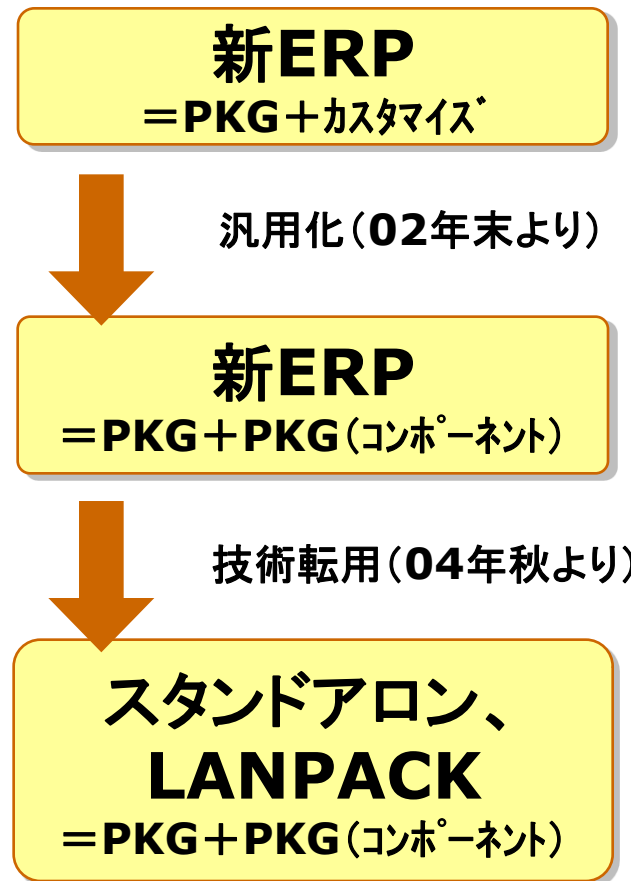 新ERP
＝PKG＋ｶｽﾀﾏｲｽﾞ
汎用化（02年末より）
新ERP
＝PKG＋PKG（ｺﾝﾎﾟｰﾈﾝﾄ）
技術転用（04年秋より）
スタンドアロン、
LANPACK
＝PKG＋PKG（ｺﾝﾎﾟｰﾈﾝﾄ）